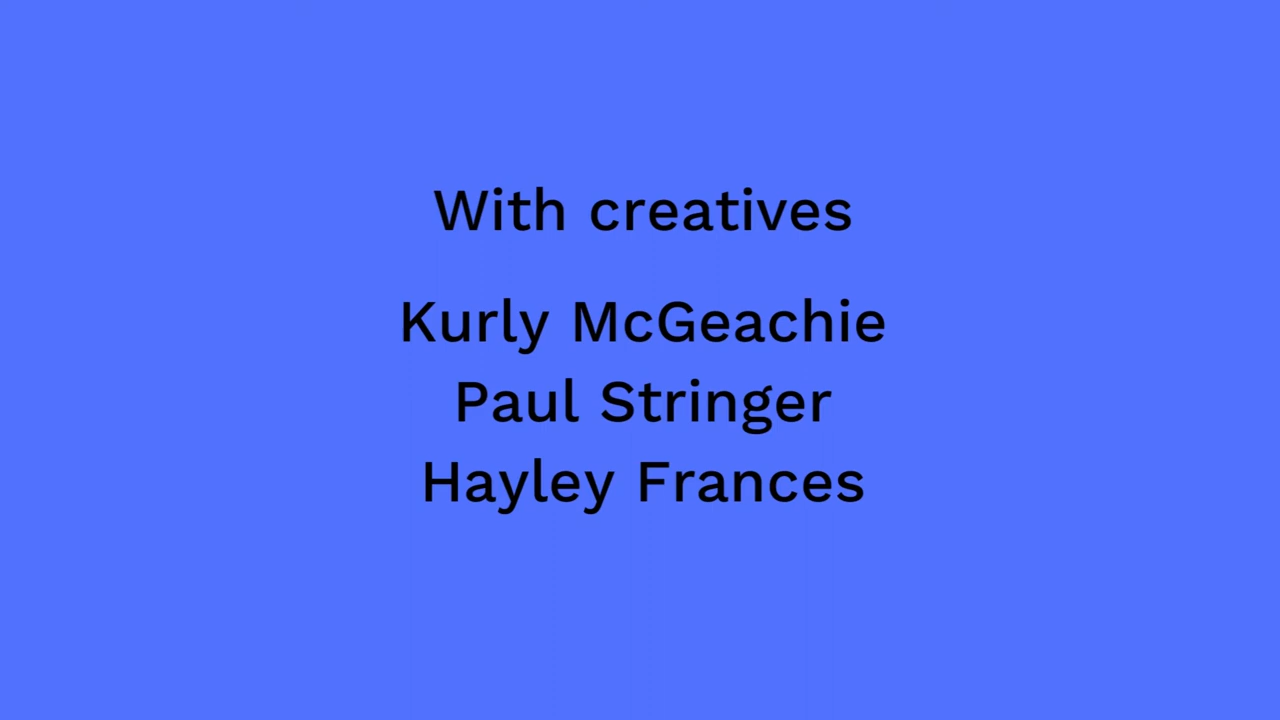 With creatives
Kurly McGeachie
Paul Stringer
Hayley Frances